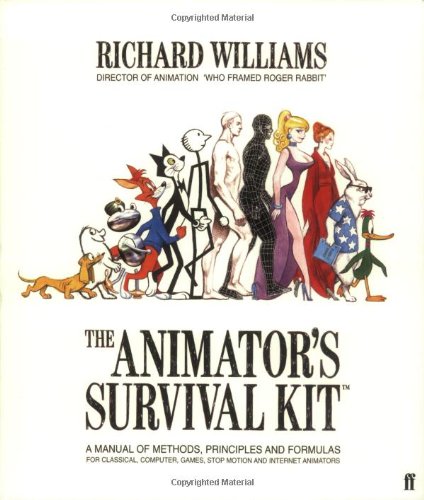 Copyrighted Material
RICHARD WILLIAMS
DIRECTOR OF ANIMATION 'WHO FRAMED ROGER RABBIT'
THE ANIMATOR'S
SURVIVAL KIT™
A MANUAL OF METHODS, PRINCIPLES AND FORMULAS
FOR CLASSICAL, COMPUTER, GAMES, STOP MOTION AND INTERNET ANIMATORS
ff
Copyrighted Material